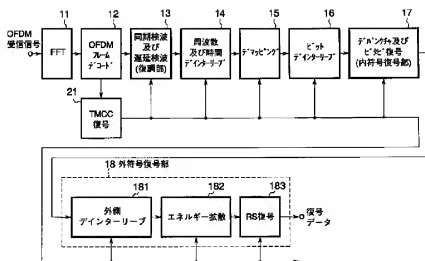 OFDM
受信信号
11
FFT
12
OFDM
フレーム
デコード
13
同期検波
及び
遅延検波
(復調部)
14
周波数
及び時間
デインターリーブ
15
デマッピング
16
ビット
デインターリーブ
17
デパンクチャ及び
ビタビ復号
(内符号復号部)
21
TMCC
復号
18 外符号復号部
181
外側
デインターリーブ
182
エネルギー拡散
183
RS復号
復号
データ